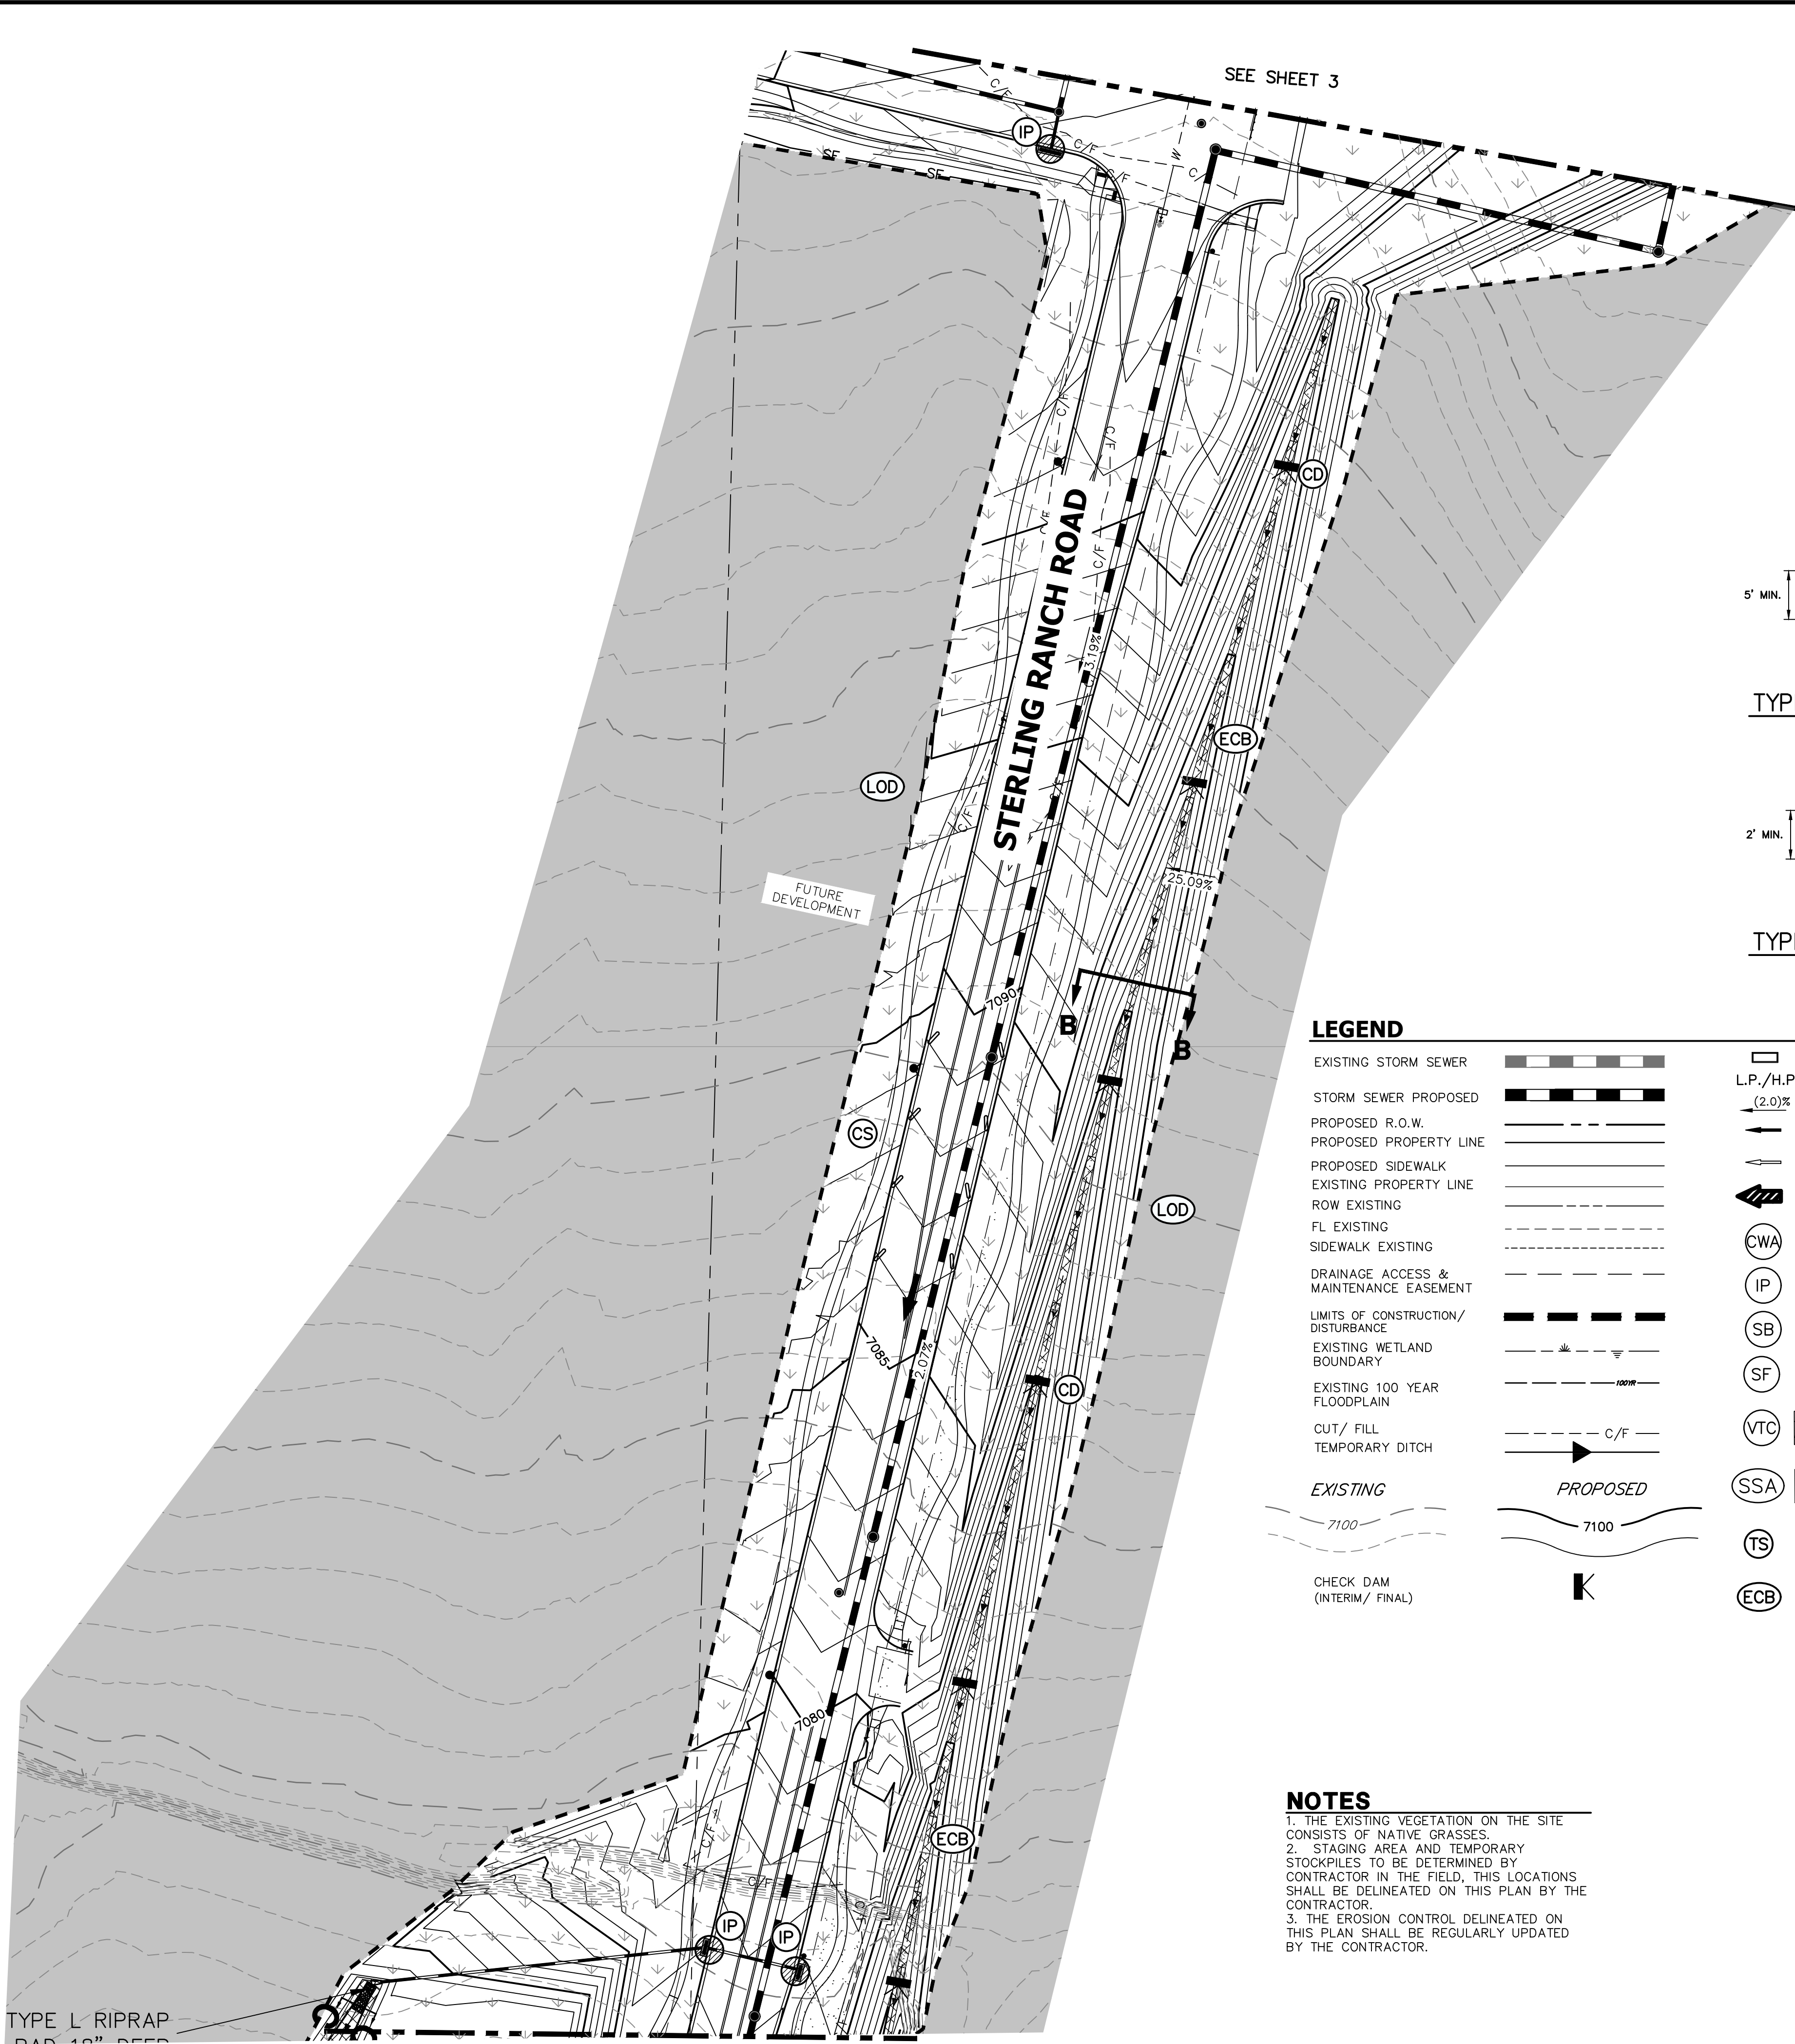 SEE SHEET 3
C/F
IP
C/F
W
C/F
SF
SF
C/F
C/F
CD
C/F
C/F
STERLING RANCH ROAD
5' MIN.
3.19%
TYP
ECB
LOD
C/F
2' MIN.
25.09%
FUTURE
DEVELOPMENT
TYP
7090
B
B
CS
LOD
7085
2.07%
CD
7080
C/F
ECB
C/F
IP
IP
TYPE L RIPRAP
PAD 18" DEEP
LEGEND
EXISTING STORM SEWER
L.P./H.P
STORM SEWER PROPOSED
(2.0)%
PROPOSED R.O.W.
PROPOSED PROPERTY LINE
PROPOSED SIDEWALK
EXISTING PROPERTY LINE
ROW EXISTING
FL EXISTING
CWA
SIDEWALK EXISTING
DRAINAGE ACCESS &
MAINTENANCE EASEMENT
IP
LIMITS OF CONSTRUCTION/
DISTURBANCE
SB
EXISTING WETLAND
BOUNDARY
SF
EXISTING 100 YEAR
FLOODPLAIN
100YR
CUT/ FILL
C/F
VTC
TEMPORARY DITCH
EXISTING PROPOSED
SSA
7100 7100
TS
CHECK DAM
(INTERIM/ FINAL)
ECB
NOTES
1. THE EXISTING VEGETATION ON THE SITE
CONSISTS OF NATIVE GRASSES.
2. STAGING AREA AND TEMPORARY
STOCKPILES TO BE DETERMINED BY
CONTRACTOR IN THE FIELD, THIS LOCATIONS
SHALL BE DELINEATED ON THIS PLAN BY THE
CONTRACTOR.
3. THE EROSION CONTROL DELINEATED ON
THIS PLAN SHALL BE REGULARLY UPDATED
BY THE CONTRACTOR.